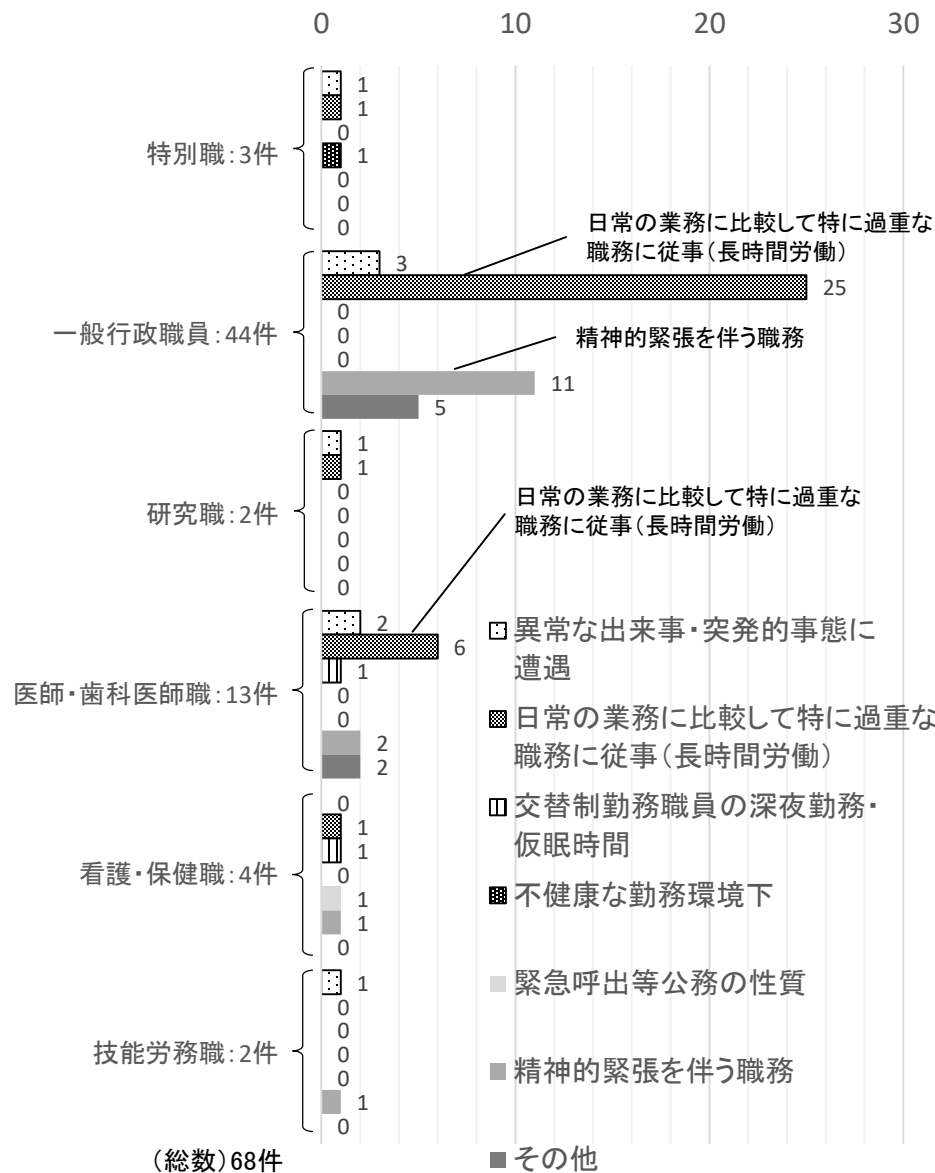 0 10 20 30
特別職：3件
1
1
0
1
0
0
0
日常の業務に比較して特に過重な
職務に従事（長時間労働）
一般行政職員：44件
3
25
0
0
0
精神的緊張を伴う職務
11
5
研究職：2件
1
1
0
0
0
0
0
日常の業務に比較して特に過重な
職務に従事（長時間労働）
医師・歯科医師職：13件
2
6
1
0
0
2
2
看護・保健職：4件
0
1
1
0
1
1
0
技能労務職：2件
1
0
0
0
0
1
0
異常な出来事・突発的事態に
遭遇
日常の業務に比較して特に過重な
職務に従事（長時間労働）
交替制勤務職員の深夜勤務・
仮眠時間
不健康な勤務環境下
緊急呼出等公務の性質
精神的緊張を伴う職務
その他
（総数）68件